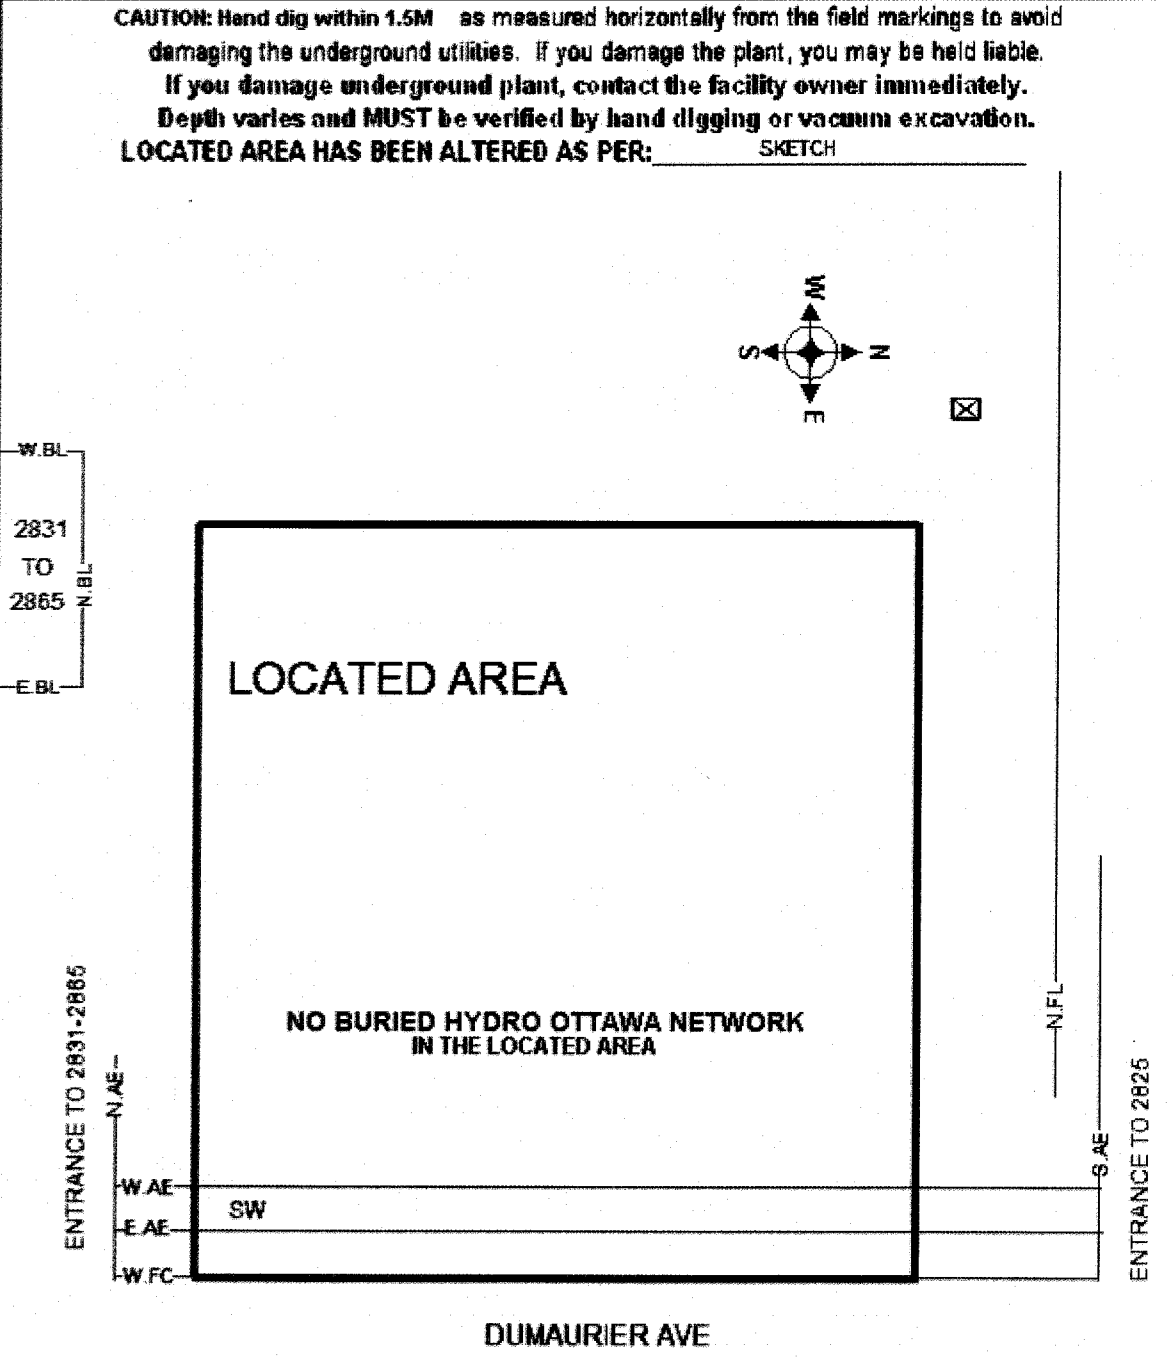 CAUTION: Hand dig within 1.5M as measured horizontally from the field markings to avoid
damaging the underground utilities. If you damage the plant, you may be held liable.
If you damage underground plant, contact the facility owner immediately.
Depth varies and MUST be verified by hand digging or vacuum excavation.
LOCATED AREA HAS BEEN ALTERED AS PER: SKETCH
W
S
N
E
W.BL
2831
TO
2865
N.BL
E.BL
LOCATED AREA
NO BURIED HYDRO OTTAWA NETWORK
IN THE LOCATED AREA
ENTRANCE TO 2831-2865
N.AE
N.FL
S.AE
ENTRANCE TO 2825
W.AE
SW
E.AE
W.FC
DUMAURIER AVE